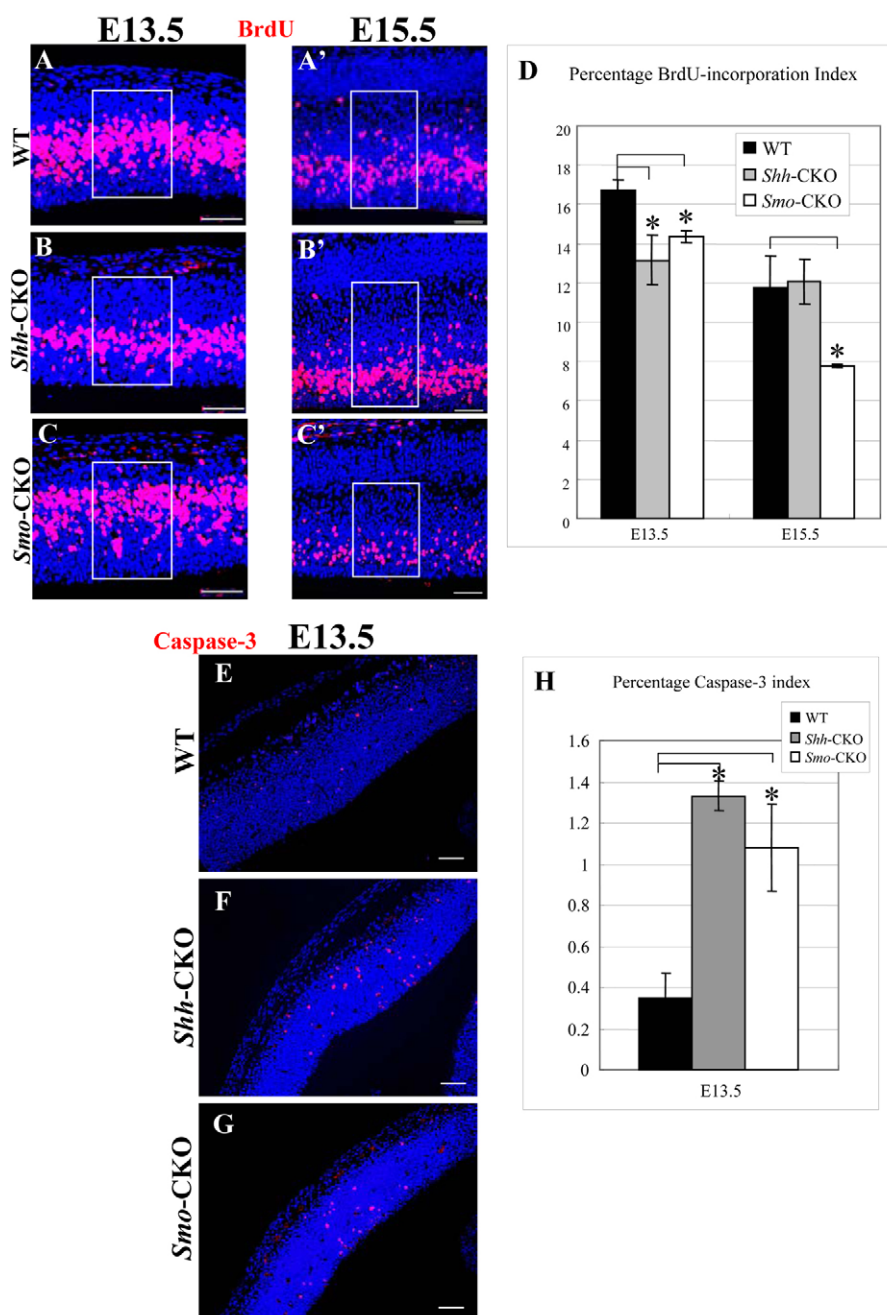 E13.5 BrdU E15.5
A A'
WT
B B'
Shh-CKO
C C'
Smo-CKO
D Percentage BrdU-incorporation Index
20
18
16
14
12
10
8
6
4
2
0
WT
Shh-CKO
Smo-CKO
*
*
*
E13.5 E15.5
Caspase-3 E13.5
E
WT
F
Shh-CKO
G
Smo-CKO
H Percentage Caspase-3 index
WT
Shh-CKO
Smo-CKO
1.6
1.4
1.2
1
0.8
0.6
0.4
0.2
0
*
*
E13.5